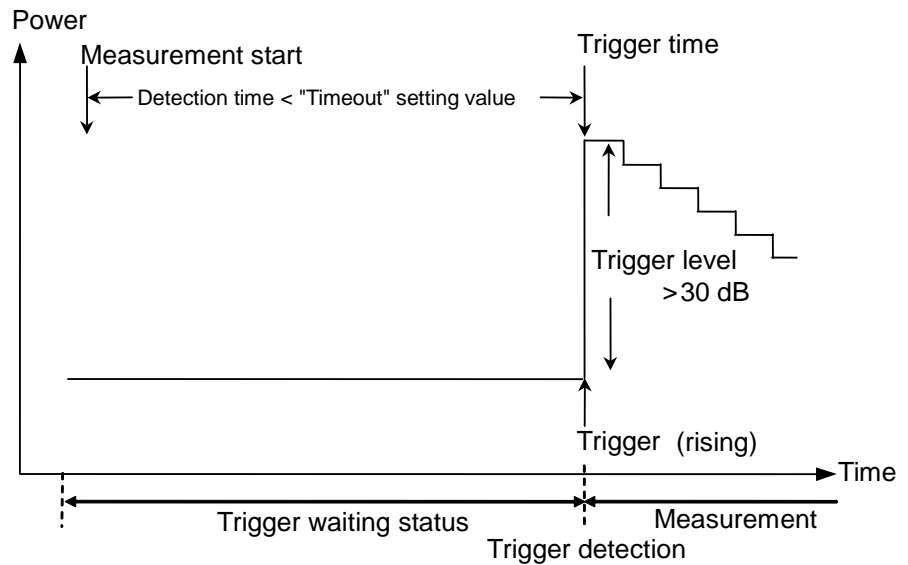 Power
Trigger time
Measurement start
Detection time < "Timeout" setting value
Trigger level
>30 dB
Trigger (rising)
Time
Trigger waiting status
Measurement
Trigger detection